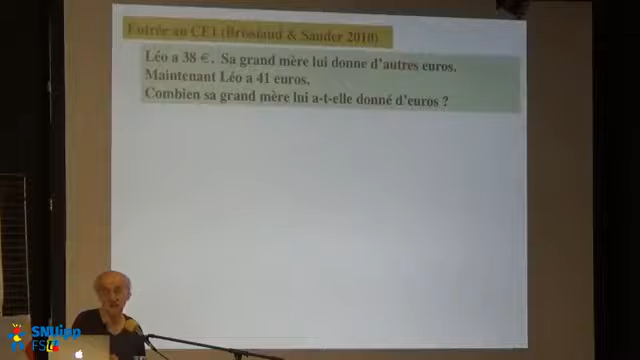 Entrée au CE1 (Brissiaud & Sander 2010)
Léo a 38 €. Sa grand mère lui donne d'autres euros.
Maintenant Léo a 41 euros.
Combien sa grand mère lui a-t-elle donné d'euros ?
SNUipp
FSU